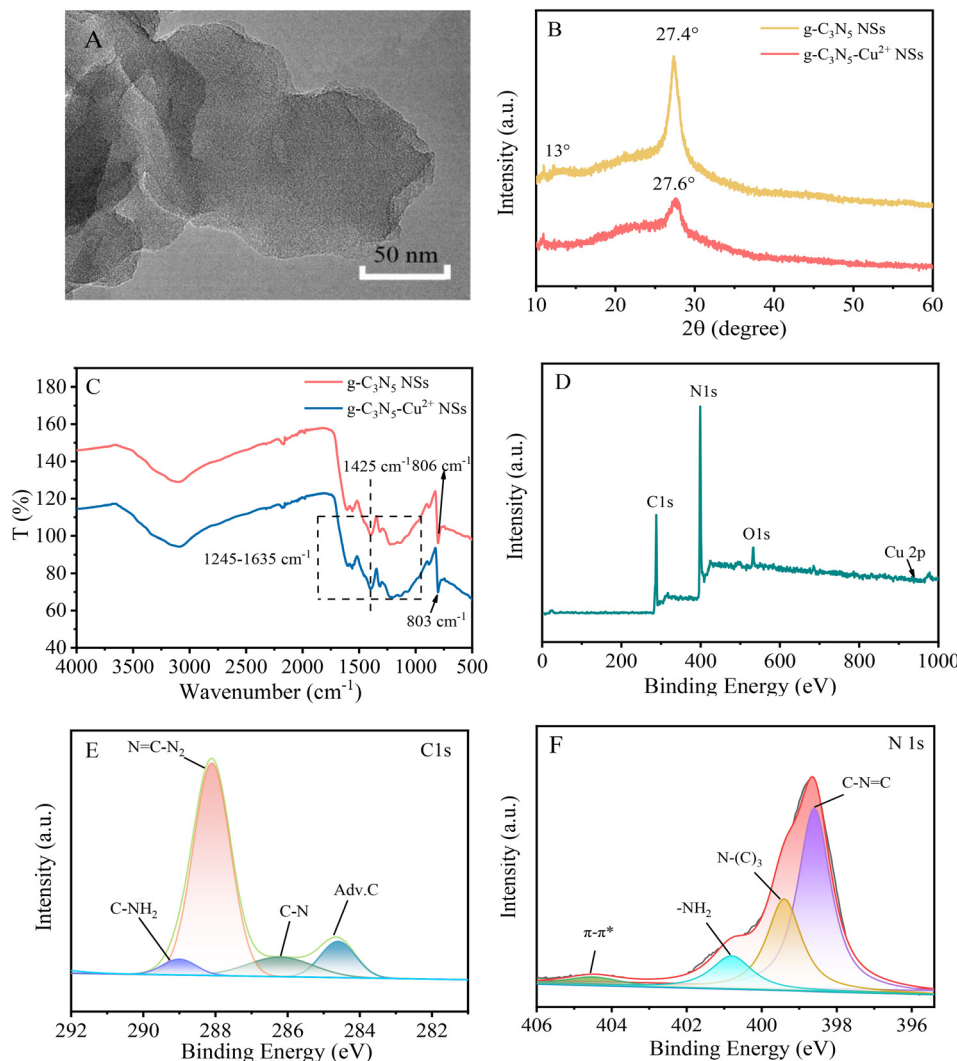 A
50 nm
B
27.4°
g-C₃N₅ NSs
g-C₃N₅-Cu²⁺ NSs
13°
27.6°
Intensity (a.u.)
10 20 30 40 50 60
2θ (degree)
C
g-C₃N₅ NSs
g-C₃N₅-Cu²⁺ NSs
180
160
140
120
100
80
60
40
T (%)
1425 cm⁻¹ 806 cm⁻¹
1245-1635 cm⁻¹
803 cm⁻¹
4000 3500 3000 2500 2000 1500 1000 500
Wavenumber (cm⁻¹)
D
N1s
C1s
O1s
Cu 2p
Intensity (a.u.)
0 200 400 600 800 1000
Binding Energy (eV)
E
C1s
N=C-N₂
C-NH₂
C-N
Adv.C
Intensity (a.u.)
292 290 288 286 284 282
Binding Energy (eV)
F
N 1s
C-N=C
N-(C)₃
-NH₂
π-π*
Intensity (a.u.)
406 404 402 400 398 396
Binding Energy (eV)